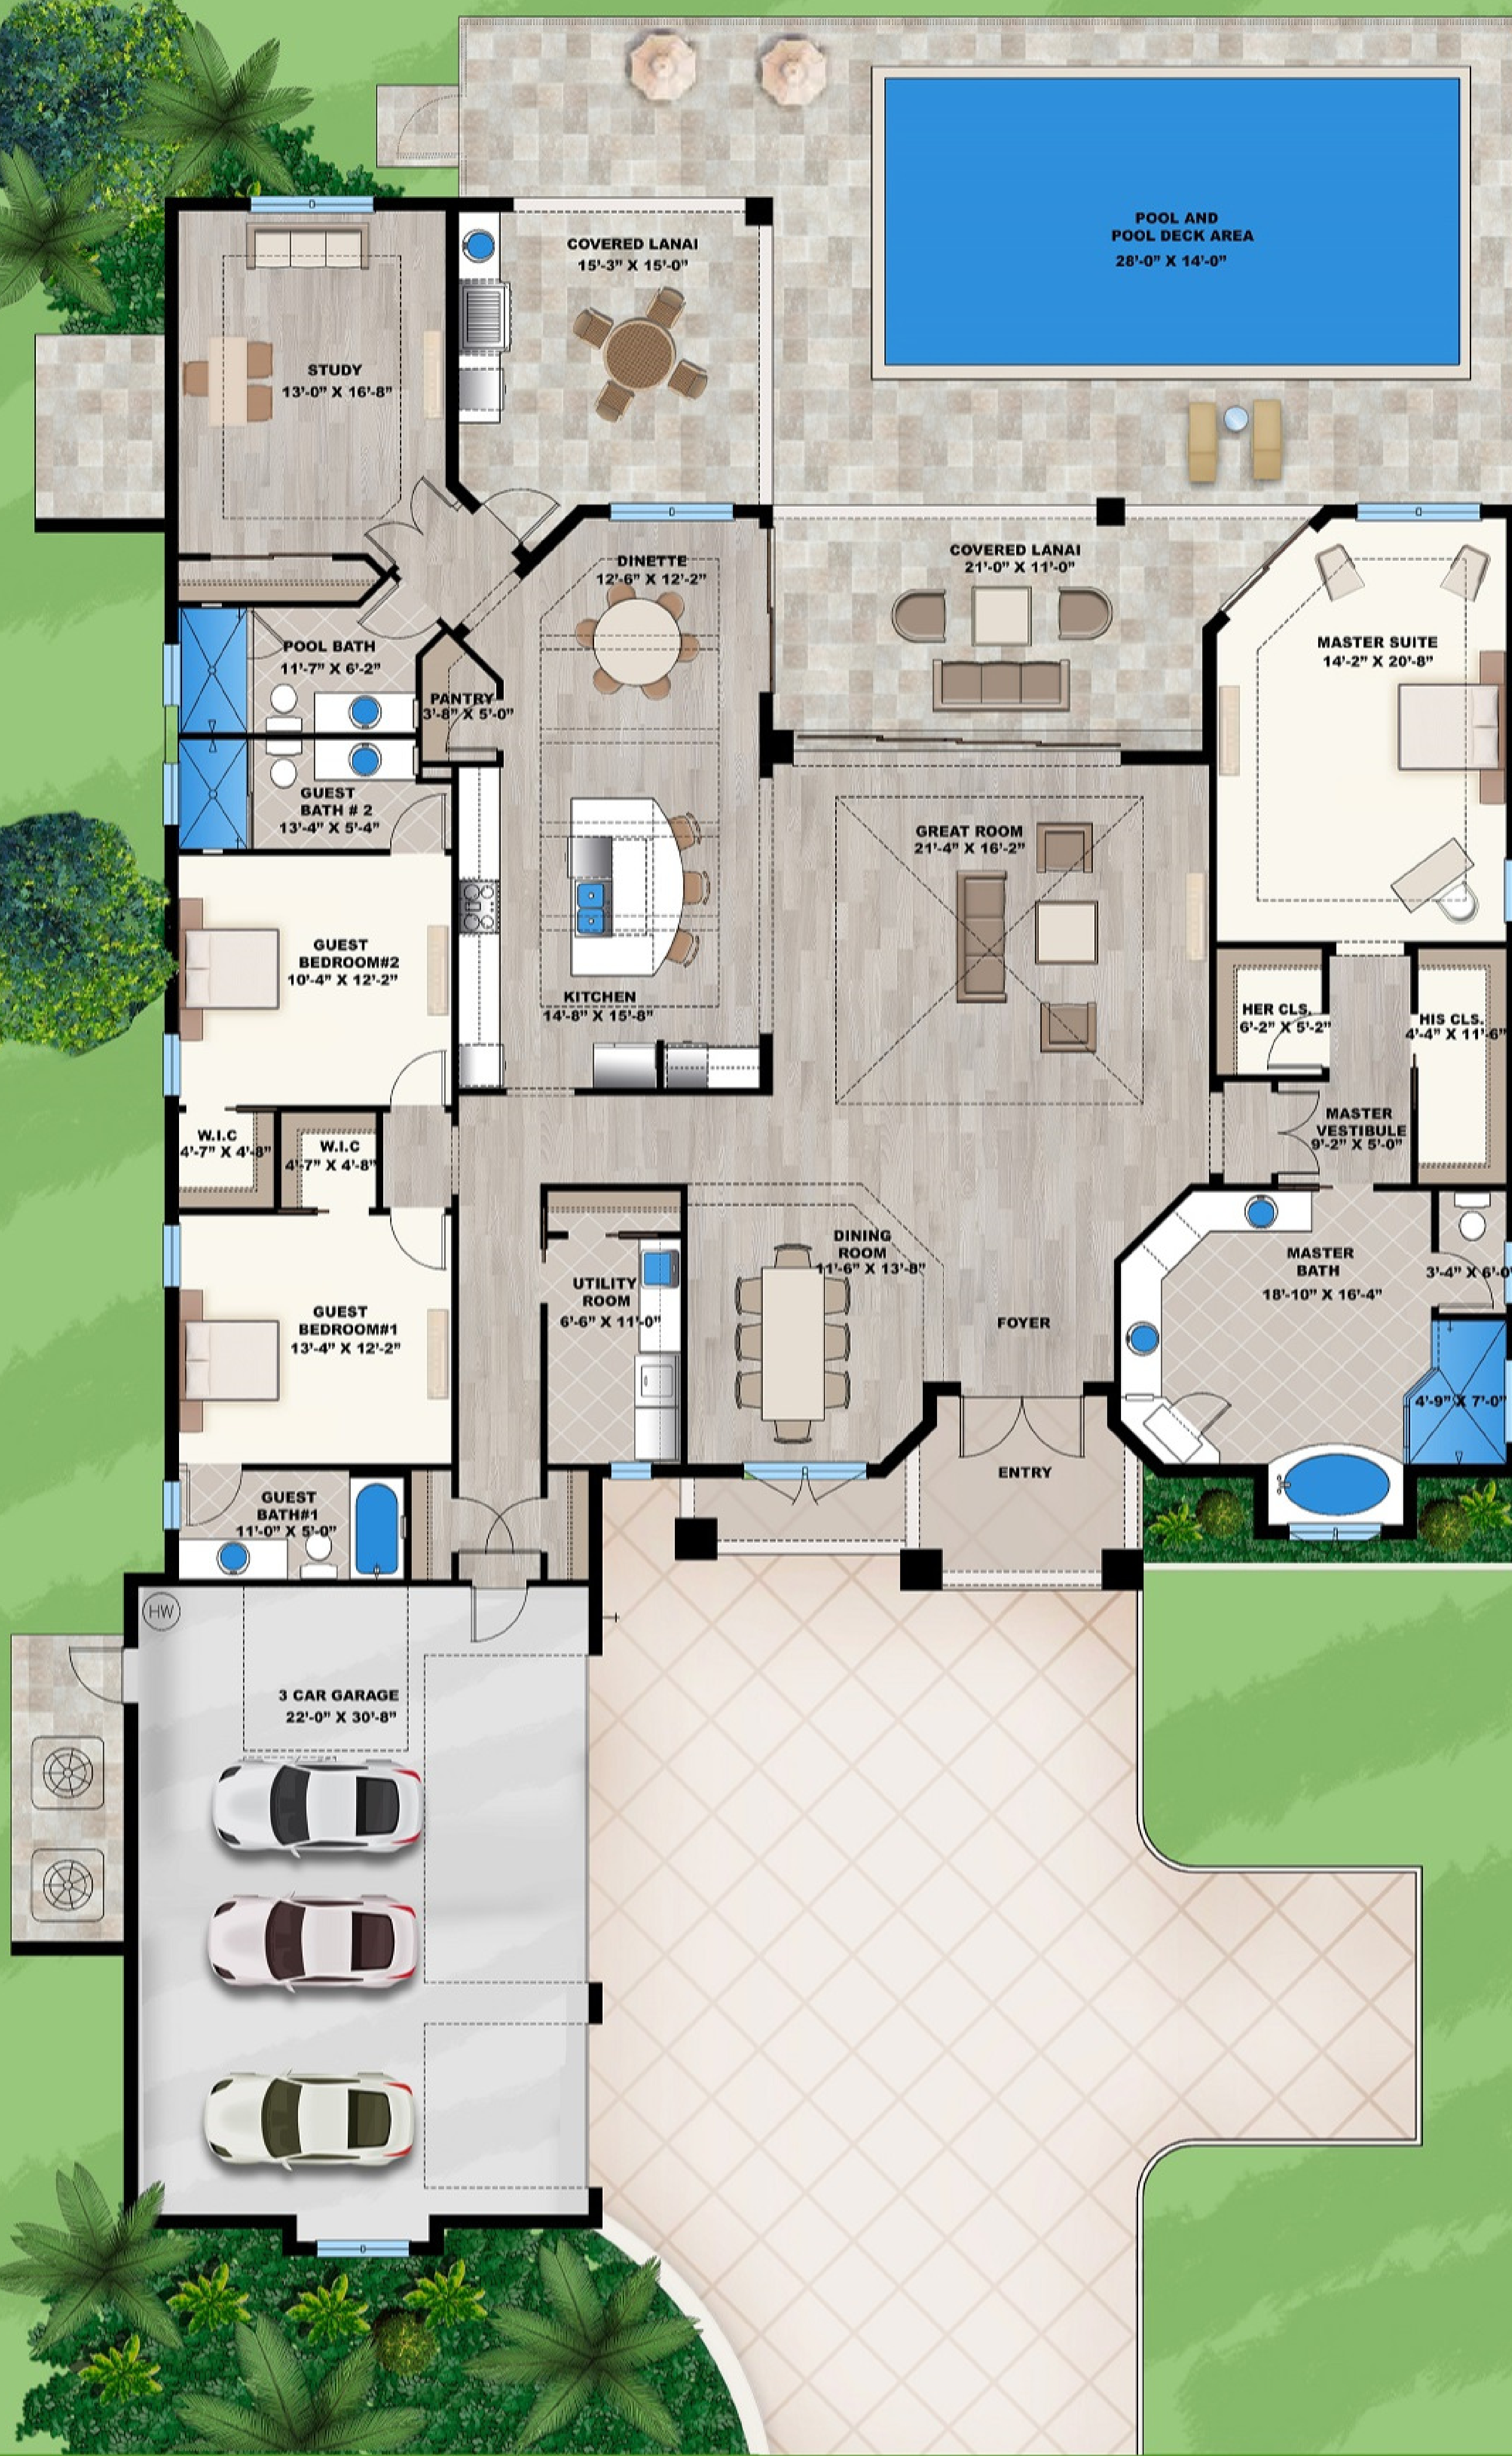 POOL AND
POOL DECK AREA
28'-0" X 14'-0"
COVERED LANAI
15'-3" X 15'-0"
STUDY
13'-0" X 16'-8"
DINETTE
12'-6" X 12'-2"
COVERED LANAI
21'-0" X 11'-0"
MASTER SUITE
14'-2" X 20'-8"
POOL BATH
11'-7" X 6'-2"
PANTRY
3'-8" X 5'-0"
GUEST
BATH # 2
13'-4" X 5'-4"
GREAT ROOM
21'-4" X 16'-2"
GUEST
BEDROOM#2
10'-4" X 12'-2"
KITCHEN
14'-8" X 15'-8"
HER CLS.
6'-2" X 5'-2"
HIS CLS.
4'-4" X 11'-6"
MASTER
VESTIBULE
9'-2" X 5'-0"
W.I.C
4'-7" X 4'-8"
W.I.C
4'-7" X 4'-8"
DINING
ROOM
11'-6" X 13'-8"
UTILITY
ROOM
6'-6" X 11'-0"
MASTER
BATH
18'-10" X 16'-4"
3'-4" X 6'-0"
GUEST
BEDROOM#1
13'-4" X 12'-2"
FOYER
4'-9" X 7'-0"
ENTRY
GUEST
BATH#1
11'-0" X 5'-0"
HW
3 CAR GARAGE
22'-0" X 30'-8"